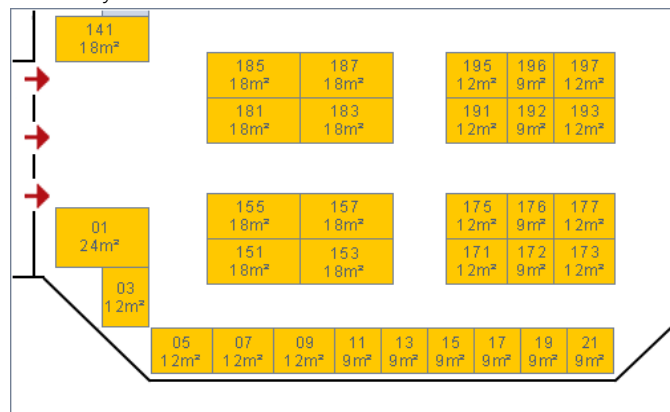 141
18m²
185
18m²
187
18m²
195
12m²
196
9m²
197
12m²
181
18m²
183
18m²
191
12m²
192
9m²
193
12m²
155
18m²
157
18m²
175
12m²
176
9m²
177
12m²
01
24m²
151
18m²
153
18m²
171
12m²
172
9m²
173
12m²
03
12m²
05
12m²
07
12m²
09
12m²
11
9m²
13
9m²
15
9m²
17
9m²
19
9m²
21
9m²